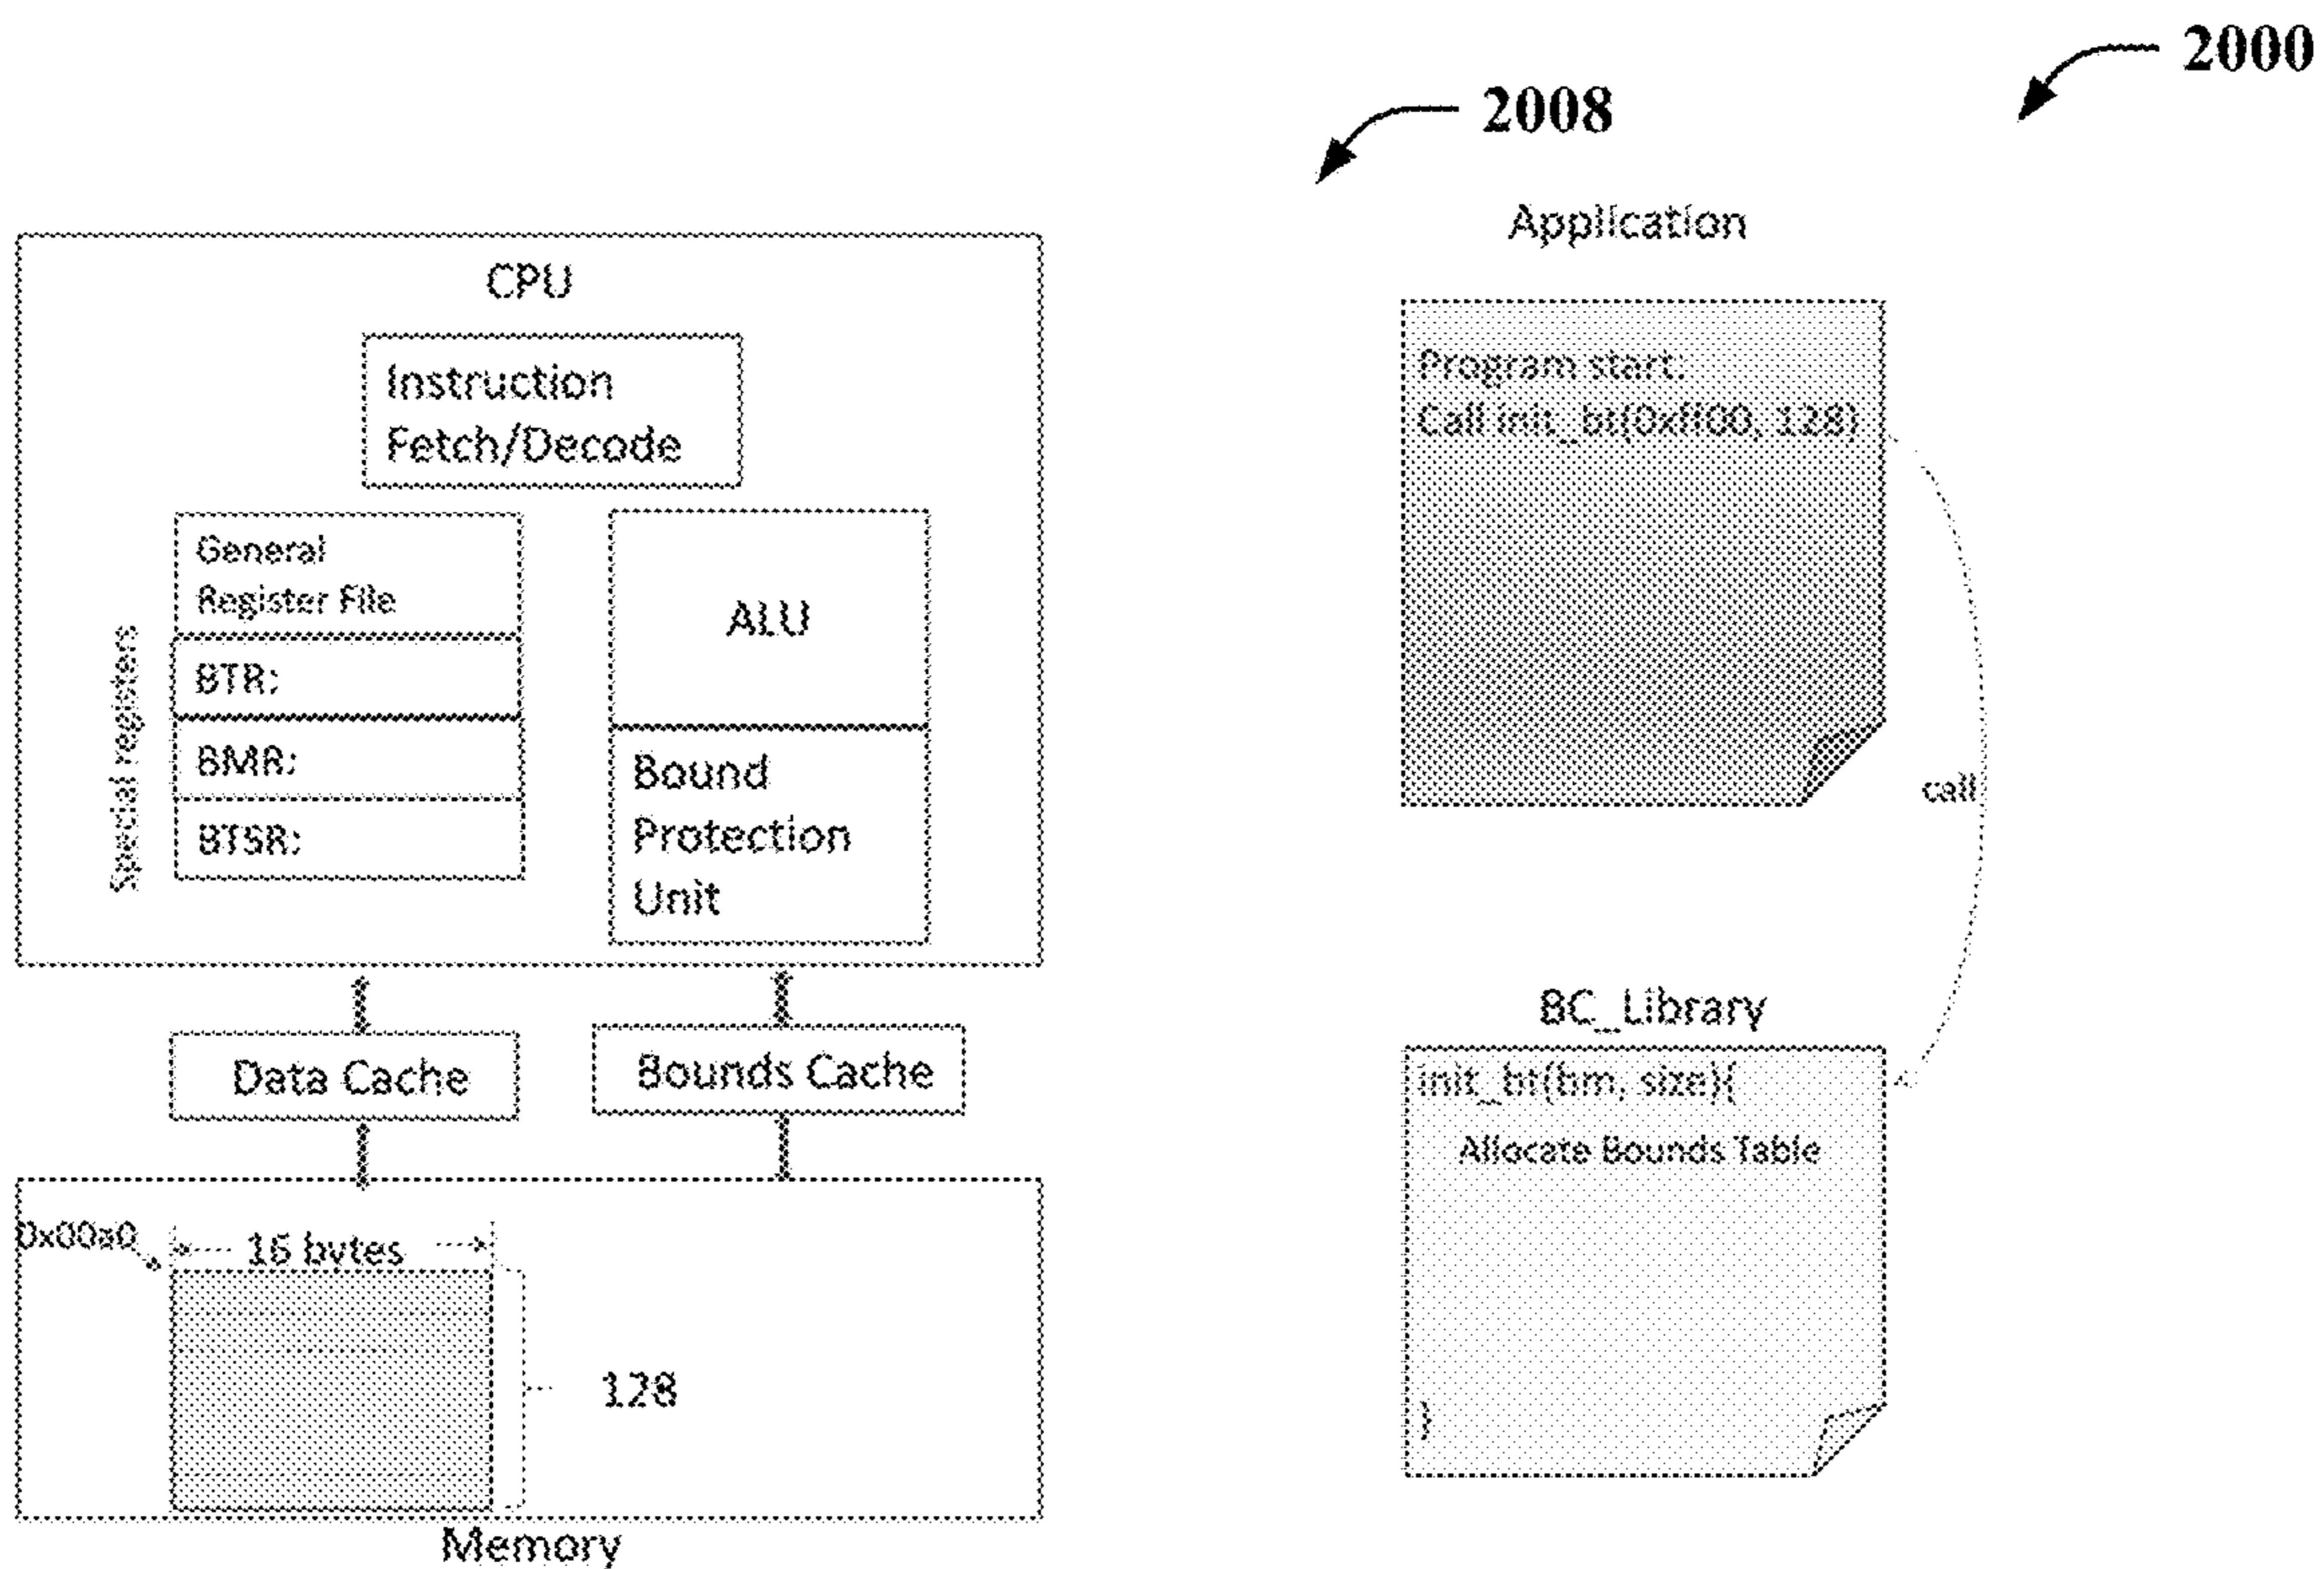 2000
2008
CPU
Instruction
Fetch/Decode
General
Register File
BTR:
BMR:
BTSR:
Special registers
ALU
Bound
Protection
Unit
Data Cache
Bounds Cache
0x00a0
16 bytes
128
Memory
Application
Program start:
Call init_bt(0xff00, 128)
call
BC_Library
init_bt(bm, size){
Allocate Bounds Table
}